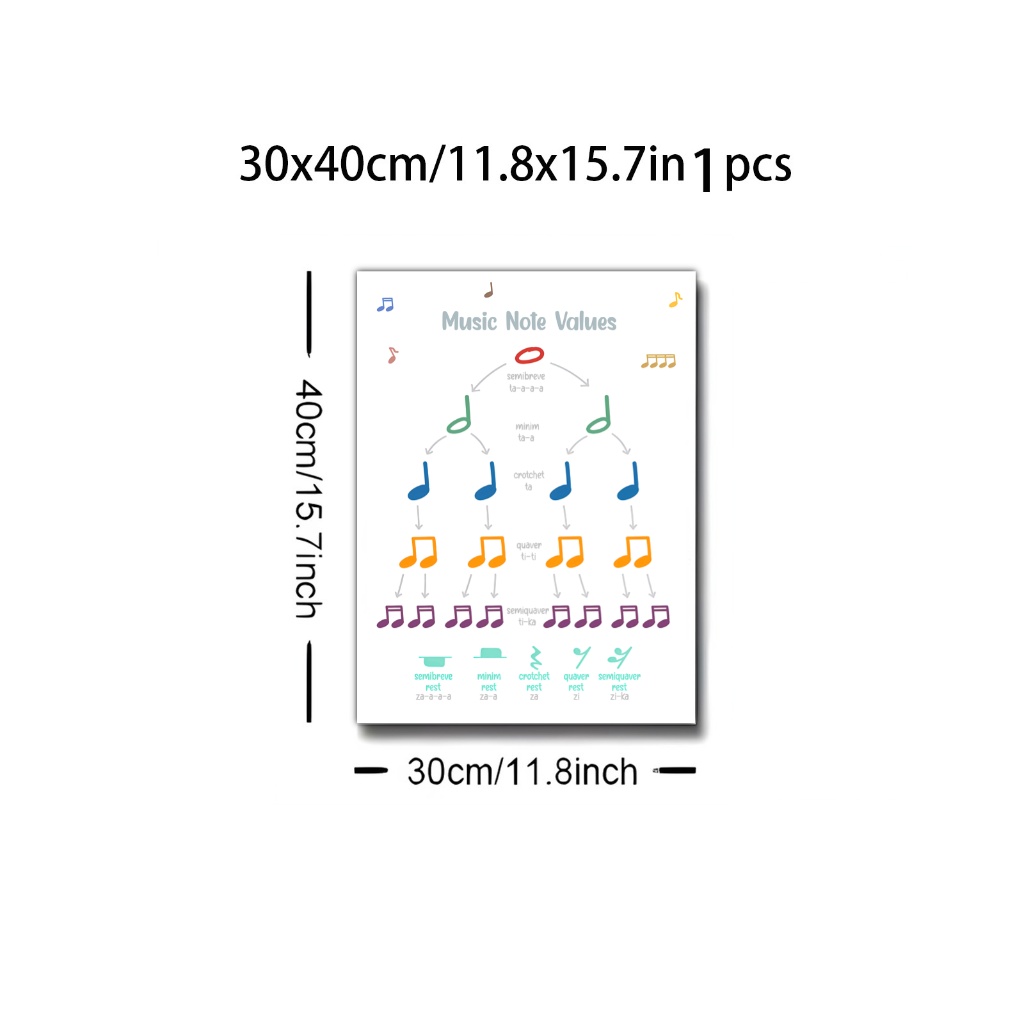 30x40cm/11.8x15.7in 1 pcs
Music Note Values
semibreve
ta-a-a-a
minim
ta-a
crotchet
ta
quaver
ti-ti
semiquaver
ti-ka
semibreve
rest
za-a-a-a
minim
rest
za-a
crotchet
rest
za
quaver
rest
zi
semiquaver
rest
zi-ka
40cm/15.7inch
30cm/11.8inch